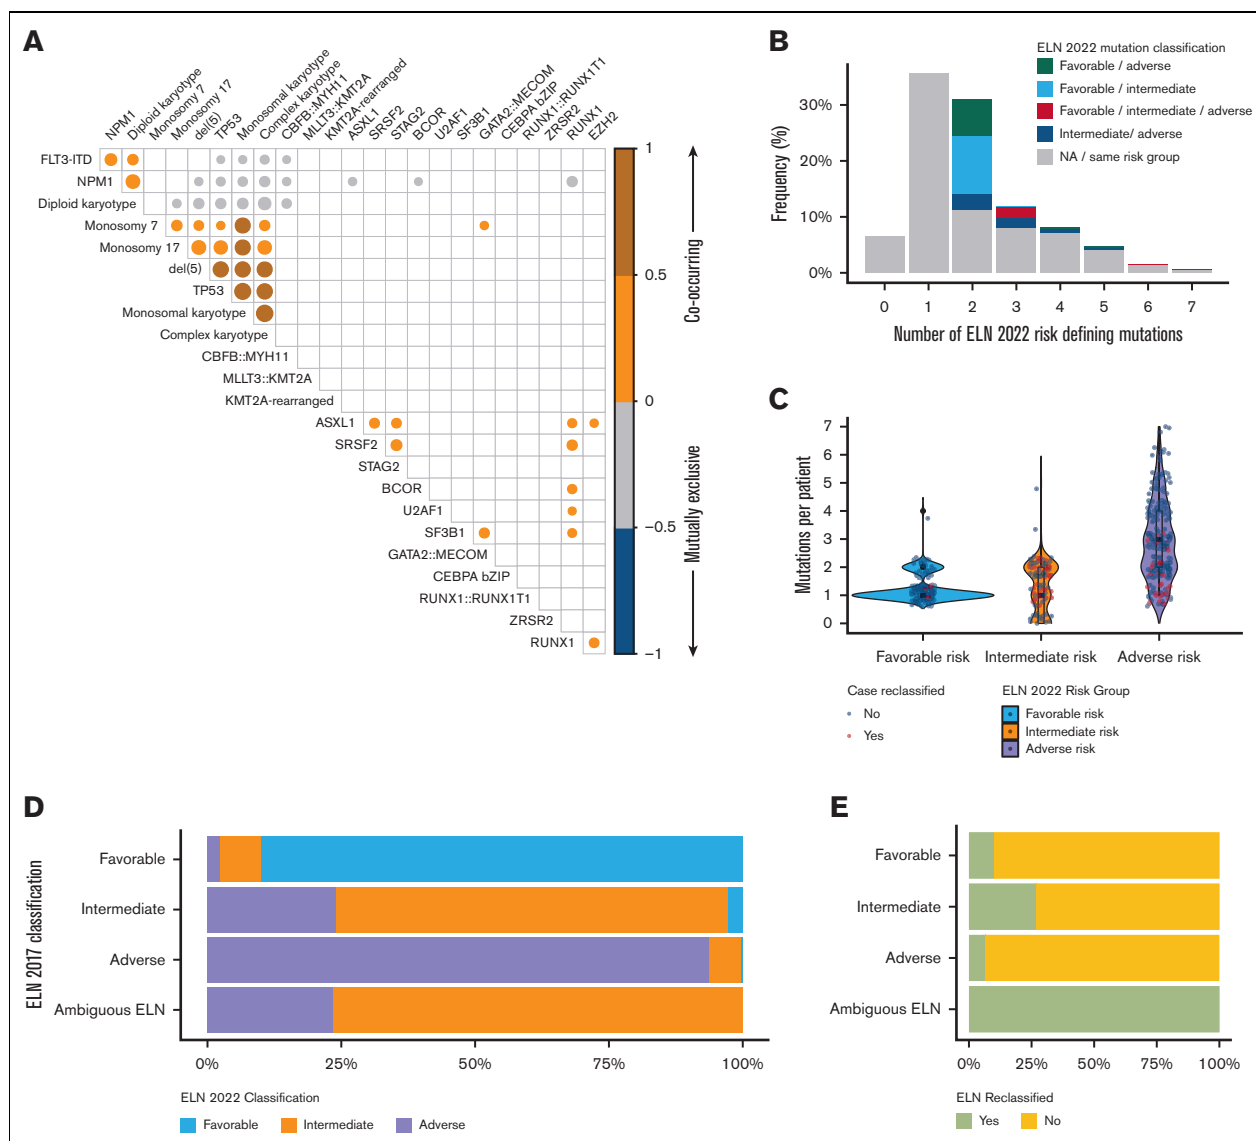 A
NPM1
Diploid karyotype
Monosomy 7
Monosomy 17
del(5)
TP53
Monosomal karyotype
Complex karyotype
CBFB::MYH11
MLLT3::KMT2A
KMT2A-rearranged
ASXL1
SRSF2
STAG2
BCOR
U2AF1
SF3B1
GATA2::MECOM
CEBPA bZIP
RUNX1::RUNX1T1
ZRSR2
RUNX1
EZH2
FLT3-ITD
NPM1
Diploid karyotype
Monosomy 7
Monosomy 17
del(5)
TP53
Monosomal karyotype
Complex karyotype
CBFB::MYH11
MLLT3::KMT2A
KMT2A-rearranged
ASXL1
SRSF2
STAG2
BCOR
U2AF1
SF3B1
GATA2::MECOM
CEBPA bZIP
RUNX1::RUNX1T1
ZRSR2
RUNX1
1
0.5
0
−0.5
−1
Co-occurring
Mutually exclusive
B
ELN 2022 mutation classification
Favorable / adverse
Favorable / intermediate
Favorable / intermediate / adverse
Intermediate/ adverse
NA / same risk group
Frequency (%)
30%
20%
10%
0%
0 1 2 3 4 5 6 7
Number of ELN 2022 risk defining mutations
C
Mutations per patient
7
6
5
4
3
2
1
0
Favorable risk Intermediate risk Adverse risk
Case reclassified
No
Yes
ELN 2022 Risk Group
Favorable risk
Intermediate risk
Adverse risk
D
ELN 2017 classification
Favorable
Intermediate
Adverse
Ambiguous ELN
0% 25% 50% 75% 100%
ELN 2022 Classification
Favorable Intermediate Adverse
E
Favorable
Intermediate
Adverse
Ambiguous ELN
0% 25% 50% 75% 100%
ELN Reclassified
Yes No